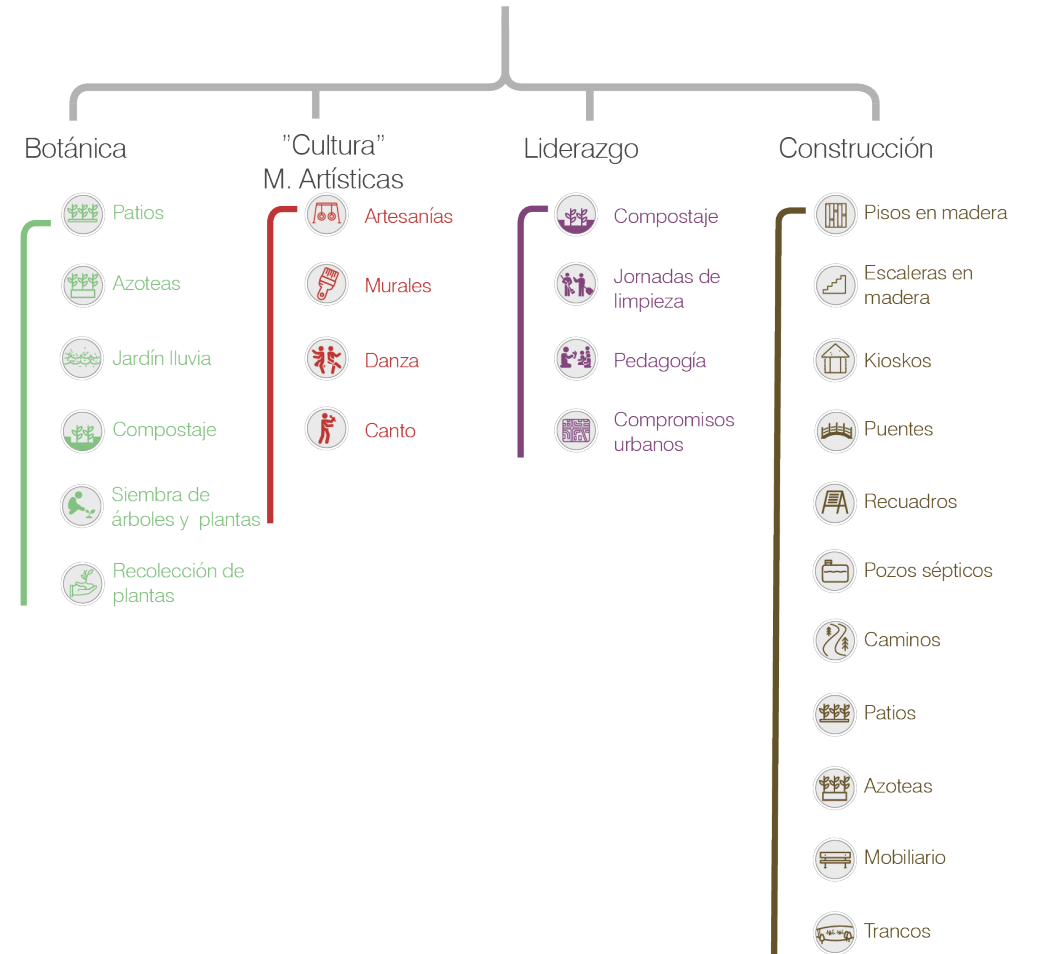 Botánica
Patios
Azoteas
Jardín lluvia
Compostaje
Siembra de
árboles y plantas
Recolección de
plantas
”Cultura”
M. Artísticas
Artesanías
Murales
Danza
Canto
Liderazgo
Compostaje
Jornadas de
limpieza
Pedagogía
Compromisos
urbanos
Construcción
Pisos en madera
Escaleras en
madera
Kioskos
Puentes
Recuadros
Pozos sépticos
Caminos
Patios
Azoteas
Mobiliario
Trancos